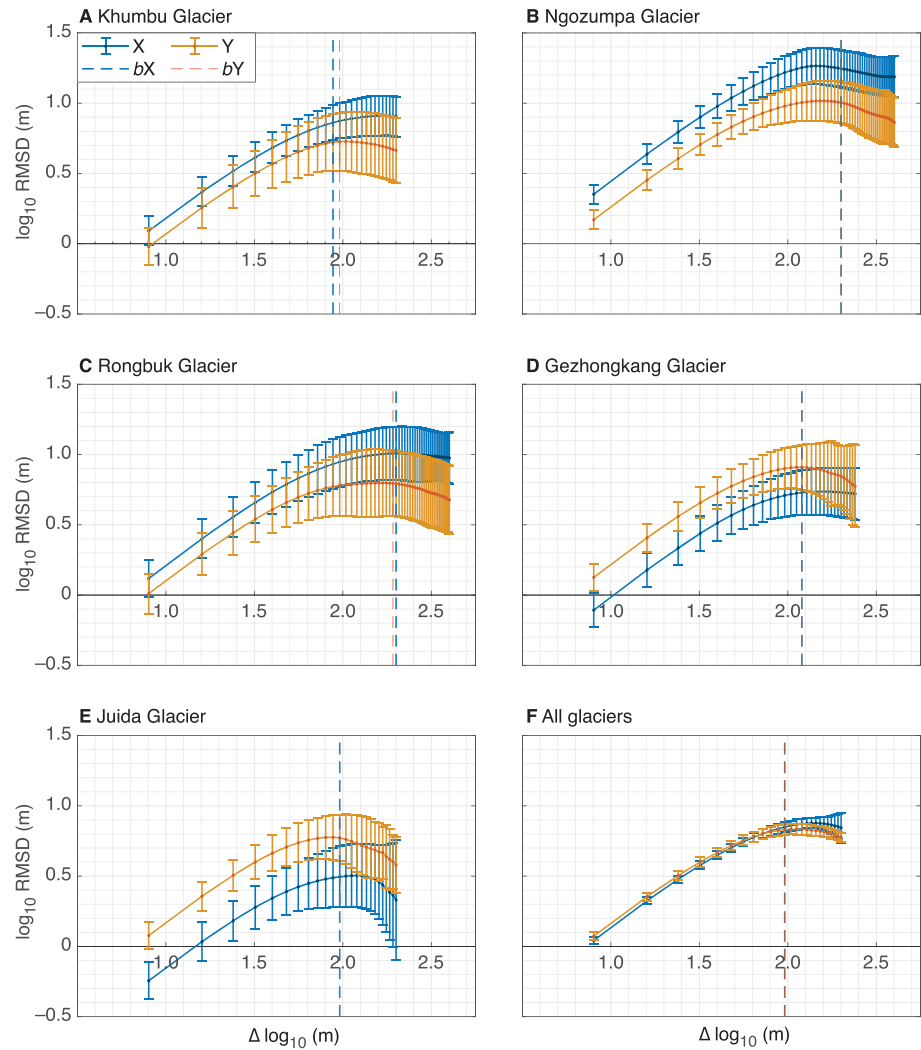 A Khumbu Glacier
1.5
X
Y
bX
bY
1.0
0.5
0
−0.5
log10 RMSD (m)
1.0 1.5 2.0 2.5
B Ngozumpa Glacier
1.0 1.5 2.0 2.5
C Rongbuk Glacier
1.5
1.0
0.5
0
−0.5
log10 RMSD (m)
1.0 1.5 2.0 2.5
D Gezhongkang Glacier
1.0 1.5 2.0 2.5
E Juida Glacier
1.5
1.0
0.5
0
−0.5
log10 RMSD (m)
1.0 1.5 2.0 2.5
Δ log10 (m)
F All glaciers
1.0 1.5 2.0 2.5
Δ log10 (m)